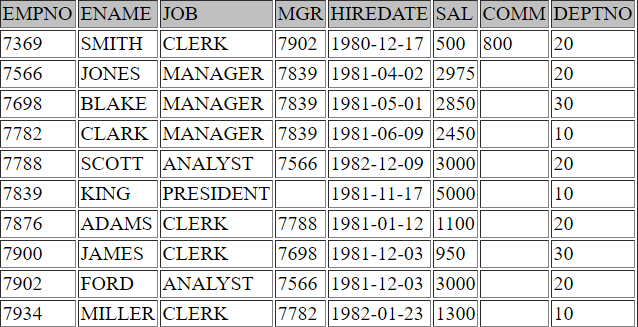 EMPNO ENAME JOB MGR HIREDATE SAL COMM DEPTNO
7369 SMITH CLERK 7902 1980-12-17 500 800 20
7566 JONES MANAGER 7839 1981-04-02 2975 20
7698 BLAKE MANAGER 7839 1981-05-01 2850 30
7782 CLARK MANAGER 7839 1981-06-09 2450 10
7788 SCOTT ANALYST 7566 1982-12-09 3000 20
7839 KING PRESIDENT 1981-11-17 5000 10
7876 ADAMS CLERK 7788 1981-01-12 1100 20
7900 JAMES CLERK 7698 1981-12-03 950 30
7902 FORD ANALYST 7566 1981-12-03 3000 20
7934 MILLER CLERK 7782 1982-01-23 1300 10